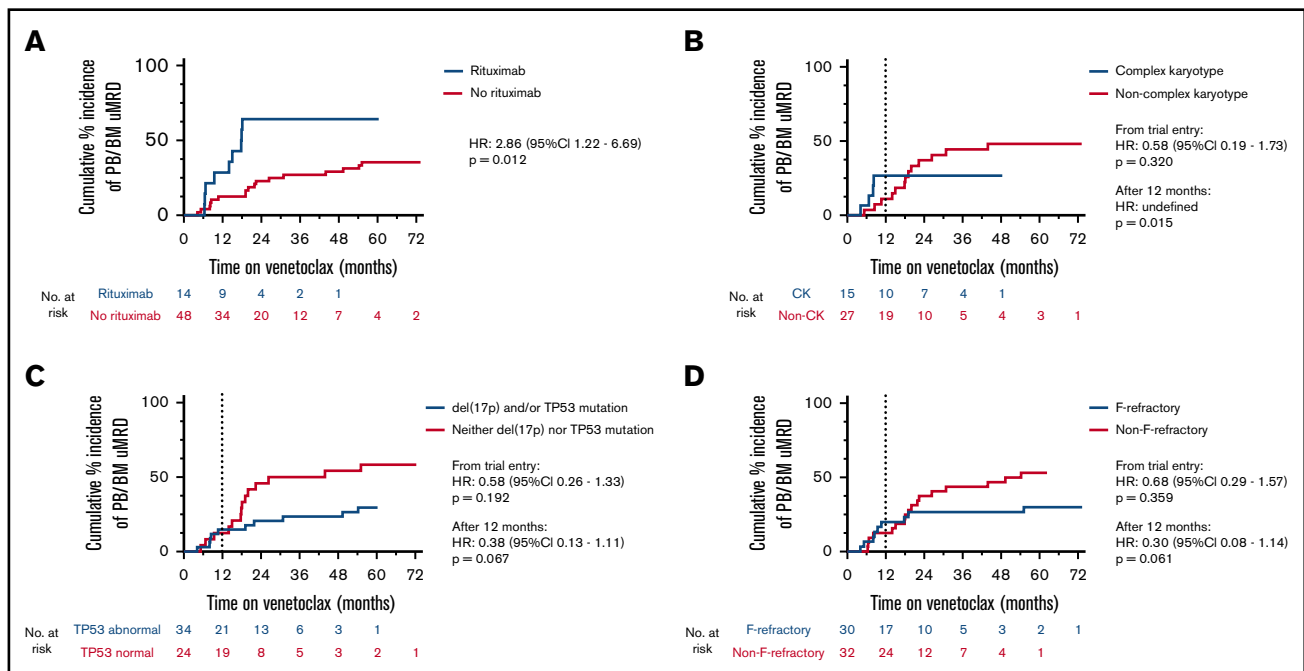 A
Cumulative % incidence
of PB/BM uMRD
100
50
0
0 12 24 36 48 60 72
Time on venetoclax (months)
Rituximab
No rituximab
HR: 2.86 (95%CI 1.22 - 6.69)
p = 0.012
No. at
risk
Rituximab 14 9 4 2 1
No rituximab 48 34 20 12 7 4 2
B
Cumulative % incidence
of PB/BM uMRD
100
50
0
0 12 24 36 48 60 72
Time on venetoclax (months)
Complex karyotype
Non-complex karyotype
From trial entry:
HR: 0.58 (95%CI 0.19 - 1.73)
p = 0.320
After 12 months:
HR: undefined
p = 0.015
No. at
risk
CK 15 10 7 4 1
Non-CK 27 19 10 5 4 3 1
C
Cumulative % incidence
of PB/BM uMRD
100
50
0
0 12 24 36 48 60 72
Time on venetoclax (months)
del(17p) and/or TP53 mutation
Neither del(17p) nor TP53 mutation
From trial entry:
HR: 0.58 (95%CI 0.26 - 1.33)
p = 0.192
After 12 months:
HR: 0.38 (95%CI 0.13 - 1.11)
p = 0.067
No. at
risk
TP53 abnormal 34 21 13 6 3 1
TP53 normal 24 19 8 5 3 2 1
D
Cumulative % incidence
of PB/BM uMRD
100
50
0
0 12 24 36 48 60 72
Time on venetoclax (months)
F-refractory
Non-F-refractory
From trial entry:
HR: 0.68 (95%CI 0.29 - 1.57)
p = 0.359
After 12 months:
HR: 0.30 (95%CI 0.08 - 1.14)
p = 0.061
No. at
risk
F-refractory 30 17 10 5 3 2 1
Non-F-refractory 32 24 12 7 4 1